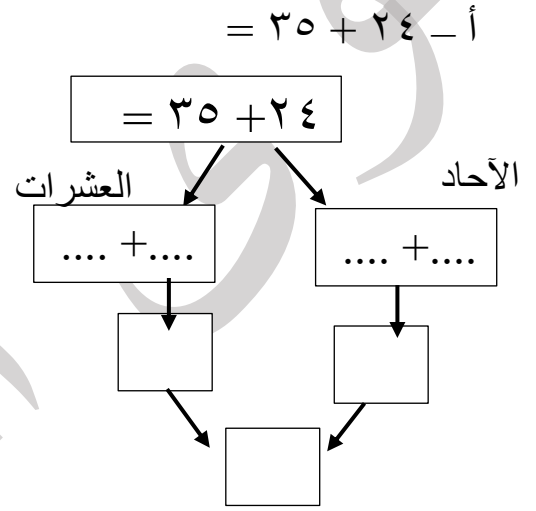 أ – ٢٤ + ٣٥ =
٢٤ + ٣٥ =
الآحاد
العشرات
.... + ....
.... + ....